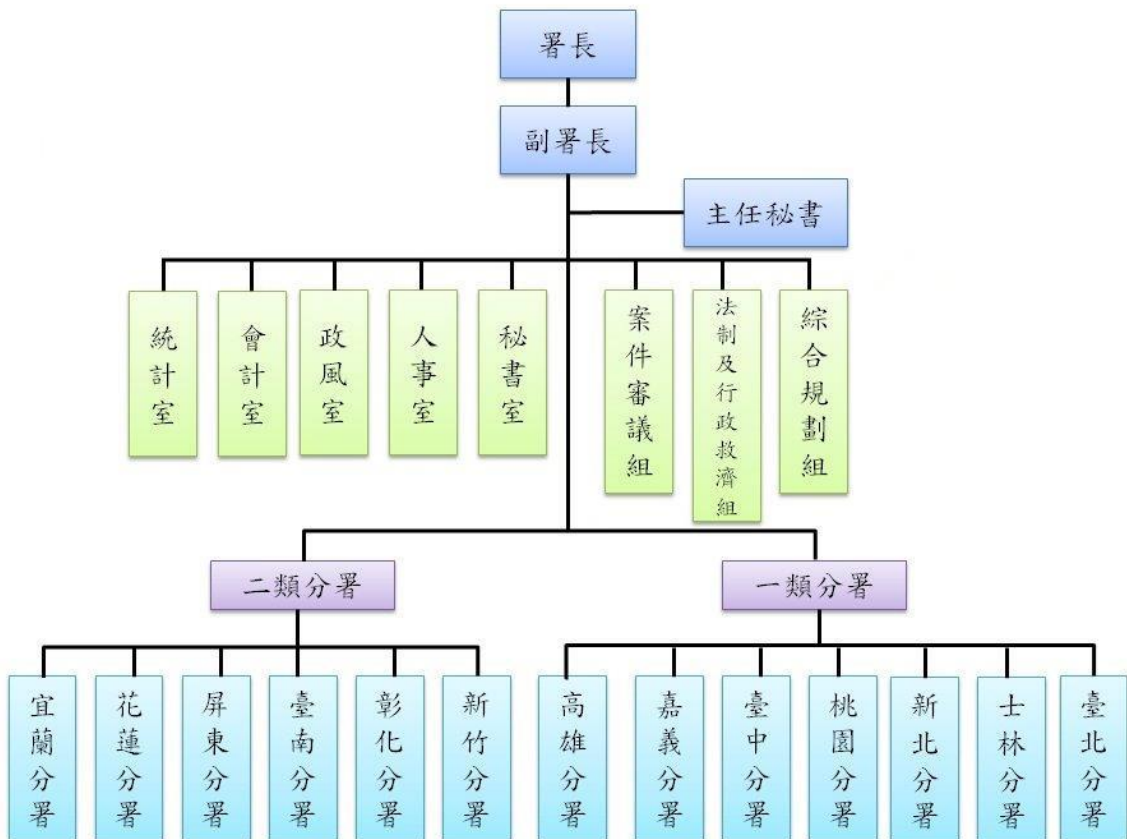 署長
副署長
主任秘書
統計室
會計室
政風室
人事室
秘書室
案件審議組
法制及行政救濟組
綜合規劃組
二類分署
一類分署
宜蘭分署
花蓮分署
屏東分署
臺南分署
彰化分署
新竹分署
高雄分署
嘉義分署
臺中分署
桃園分署
新北分署
士林分署
臺北分署